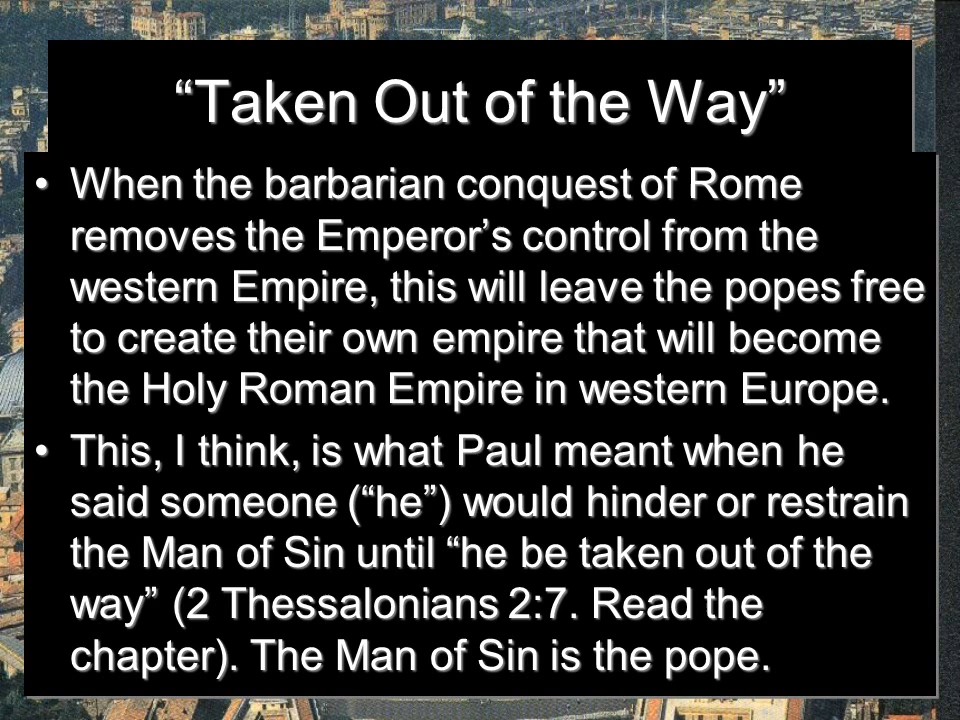 “Taken Out of the Way”
• When the barbarian conquest of Rome
removes the Emperor’s control from the
western Empire, this will leave the popes free
to create their own empire that will become
the Holy Roman Empire in western Europe.
• This, I think, is what Paul meant when he
said someone (“he”) would hinder or restrain
the Man of Sin until “he be taken out of the
way” (2 Thessalonians 2:7. Read the
chapter). The Man of Sin is the pope.